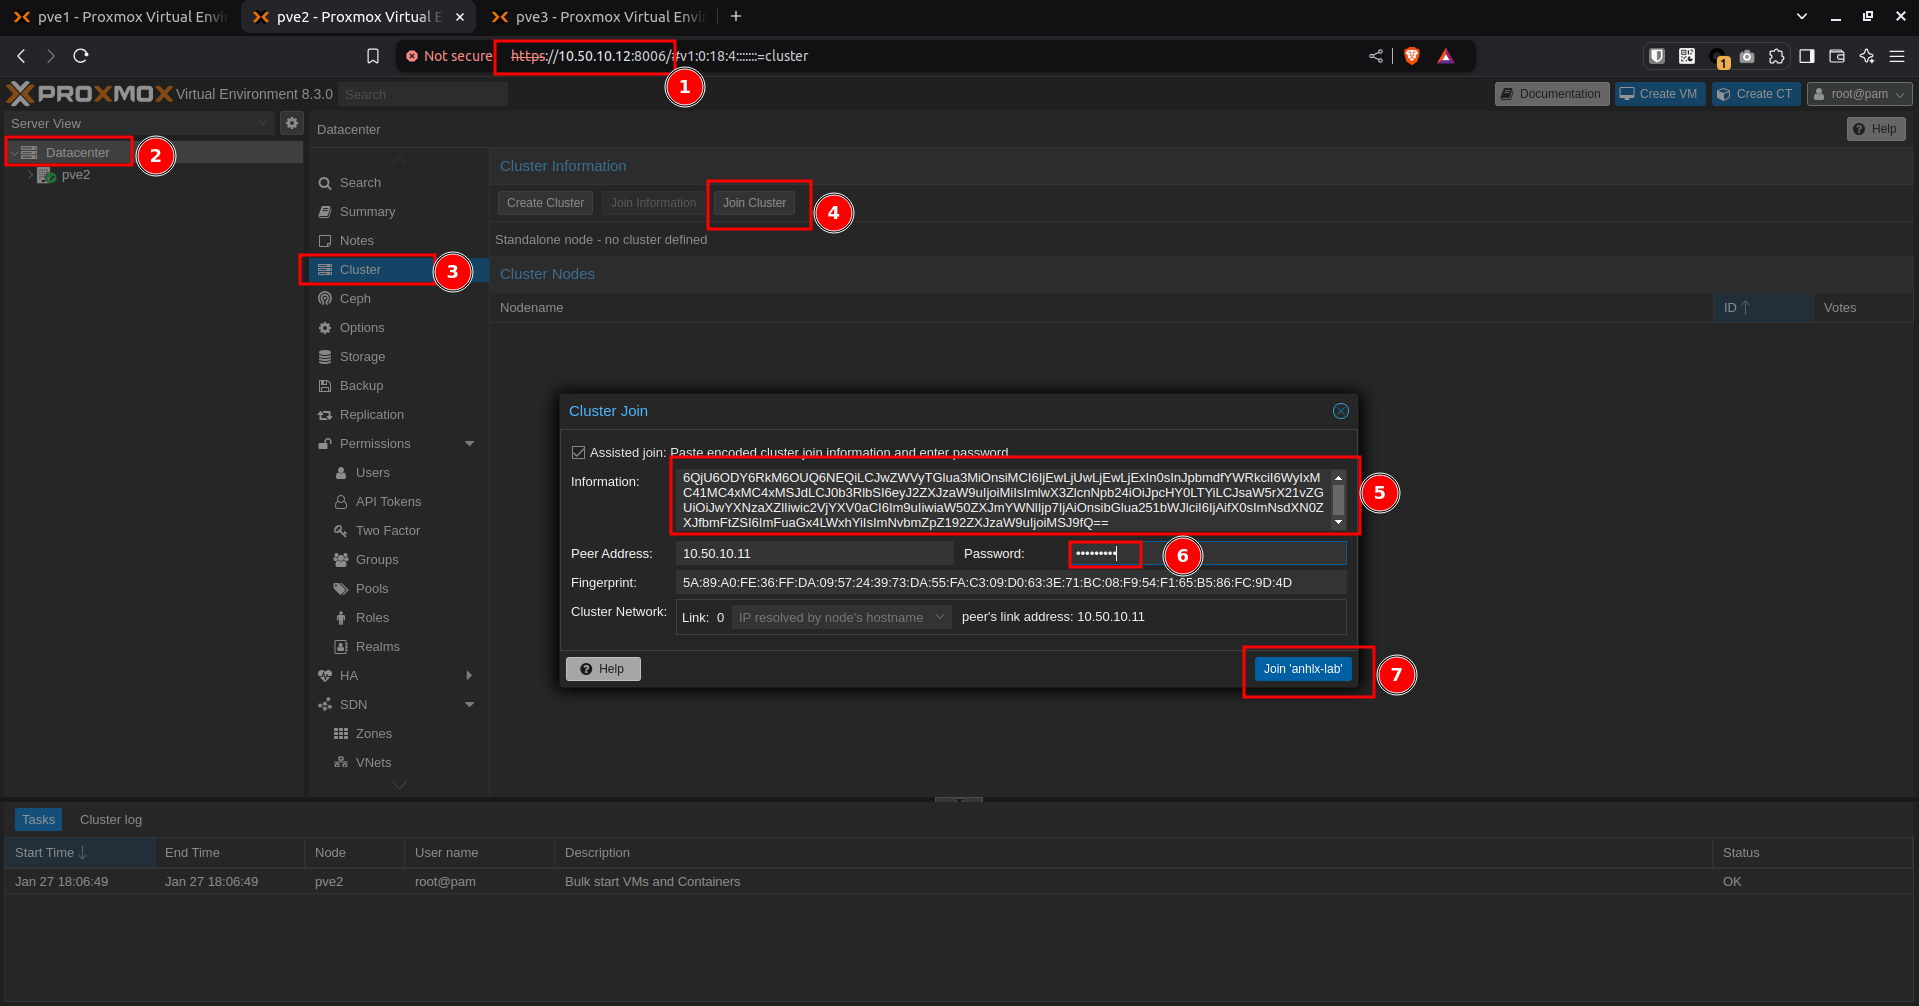 pve1 - Proxmox Virtual Envi
pve2 - Proxmox Virtual E
pve3 - Proxmox Virtual Envi
Not secure https://10.50.10.12:8006/#v1:0:18:4:::::::=cluster
1
1
PROXMOX Virtual Environment 8.3.0 Search
Documentation Create VM Create CT root@pam
Server View
Datacenter
Help
Datacenter
2
pve2
Search
Summary
Notes
Cluster
3
Ceph
Options
Storage
Backup
Replication
Permissions
Users
API Tokens
Two Factor
Groups
Pools
Roles
Realms
HA
SDN
Zones
VNets
Cluster Information
Create Cluster Join Information Join Cluster
4
Standalone node - no cluster defined
Cluster Nodes
Nodename ID Votes
Cluster Join
Assisted join: Paste encoded cluster join information and enter password.
Information:
6QjU6ODY6RkM6OUQ6NEQiLCJwZWVyTGlua3MiOnsiMCI6IjEwLjUwLjEwLjExIn0sInJpbmdfYWRkciI6WyIxM
C41MC4xMC4xMSJdLCJ0b3RlbSI6eyJ2ZXJzaW9uIjoiMiIsImlwX3ZlcnNpb24iOiJpcHY0LTYiLCJsaW5rX21vZG
UiOiJwYXNzaXZlIiwic2VjYXV0aCI6Im9uIiwiaW50ZXJmYWNlIjp7IjAiOnsibGlua251bWJlciI6IjAifX0sImNsdXN0Z
XJfbmFtZSI6ImFuaGx4LWxhYiIsImNvbmZpZ192ZXJzaW9uIjoiMSJ9fQ==
5
Peer Address: 10.50.10.11 Password: •••••••••
6
Fingerprint: 5A:89:A0:FE:36:FF:DA:09:57:24:39:73:DA:55:FA:C3:09:D0:63:3E:71:BC:08:F9:54:F1:65:B5:86:FC:9D:4D
Cluster Network: Link: 0 IP resolved by node's hostname peer's link address: 10.50.10.11
Help Join 'anhlx-lab'
7
Tasks Cluster log
Start Time End Time Node User name Description Status
Jan 27 18:06:49 Jan 27 18:06:49 pve2 root@pam Bulk start VMs and Containers OK